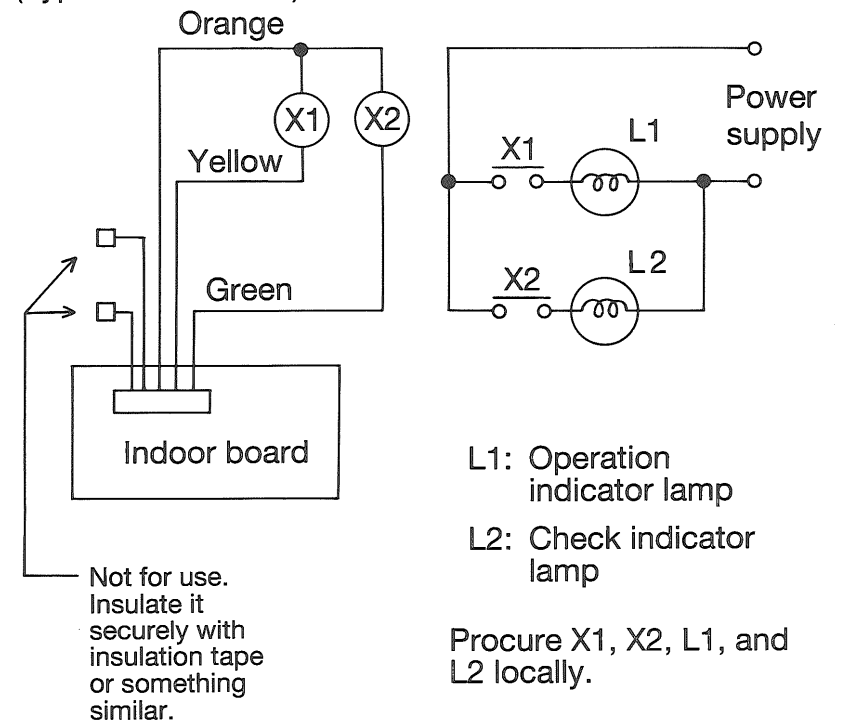 Orange
X1
X2
Yellow
Green
Indoor board
Not for use.
Insulate it
securely with
insulation tape
or something
similar.
Power
supply
X1
L1
X2
L2
L1: Operation
indicator lamp
L2: Check indicator
lamp
Procure X1, X2, L1, and
L2 locally.